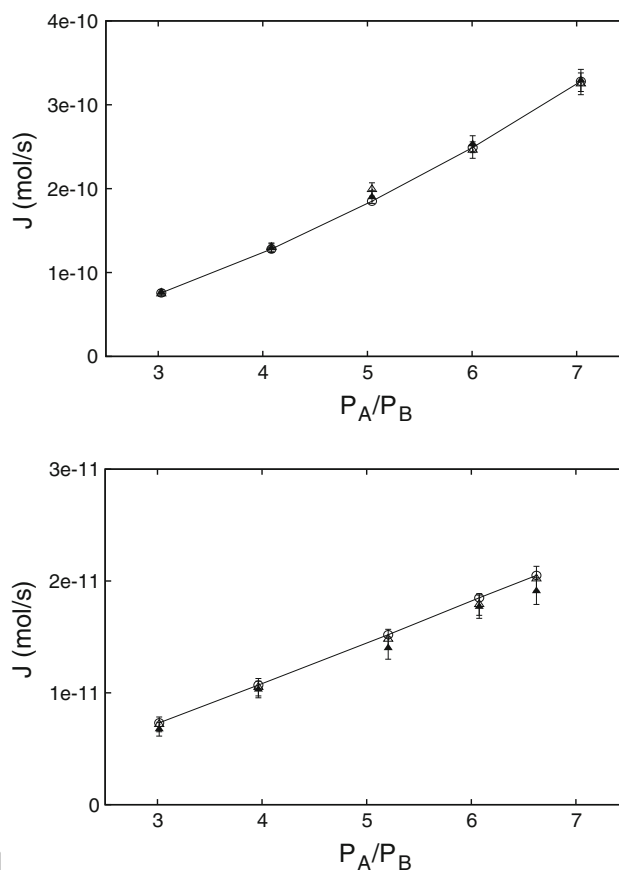 4e-10
3e-10
2e-10
1e-10
0
J (mol/s)
3 4 5 6 7
P_A/P_B
3e-11
2e-11
1e-11
0
J (mol/s)
3 4 5 6 7
P_A/P_B